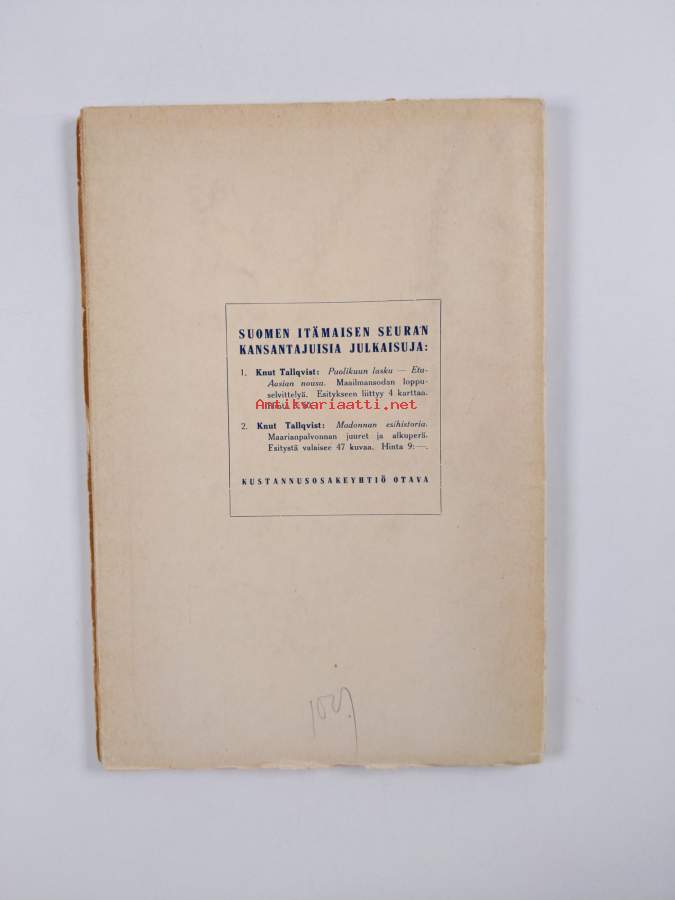 SUOMEN ITÄMAISEN SEURAN
KANSANTAJUISIA JULKAISUJA:
1. Knut Tallqvist: Puolikuun lasku — Etu-
Aasian nousu. Maailmansodan loppu-
selvittelyä. Esitykseen liittyy 4 karttaa.
Antikvariaatti.net
2. Knut Tallqvist: Madonnan esihistoria.
Maarianpalvonnan juuret ja alkuperä.
Esitystä valaisee 47 kuvaa. Hinta 9:—.
KUSTANNUSOSAKEYHTIÖ OTAVA